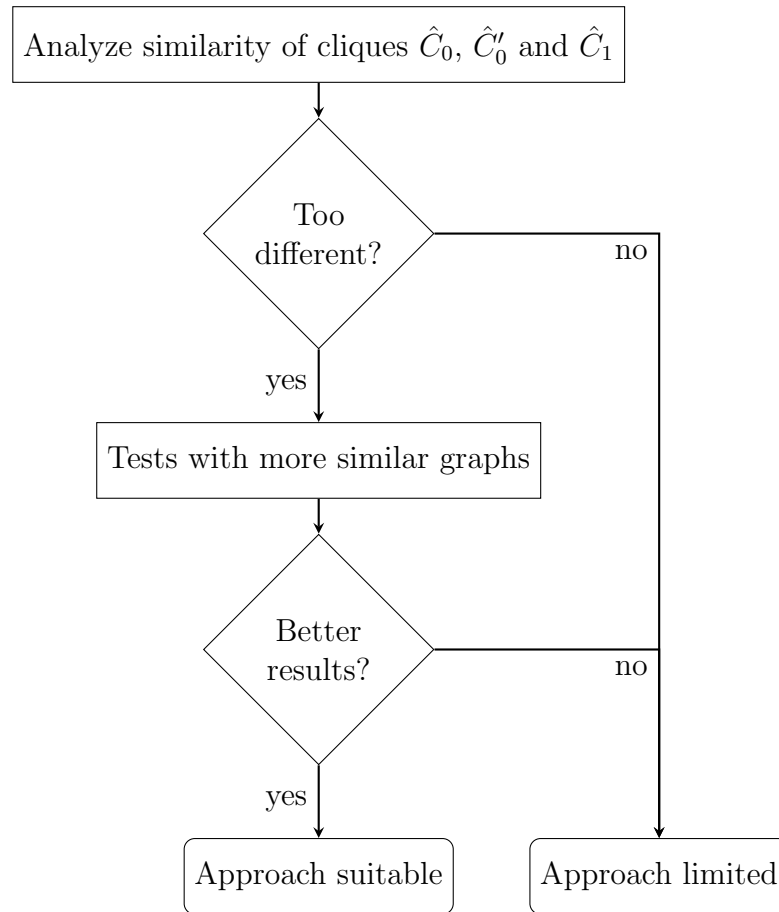 Analyze similarity of cliques Ĉ₀, Ĉ′₀ and Ĉ₁
Too
different?
no
yes
Tests with more similar graphs
Better
results?
no
yes
Approach suitable
Approach limited